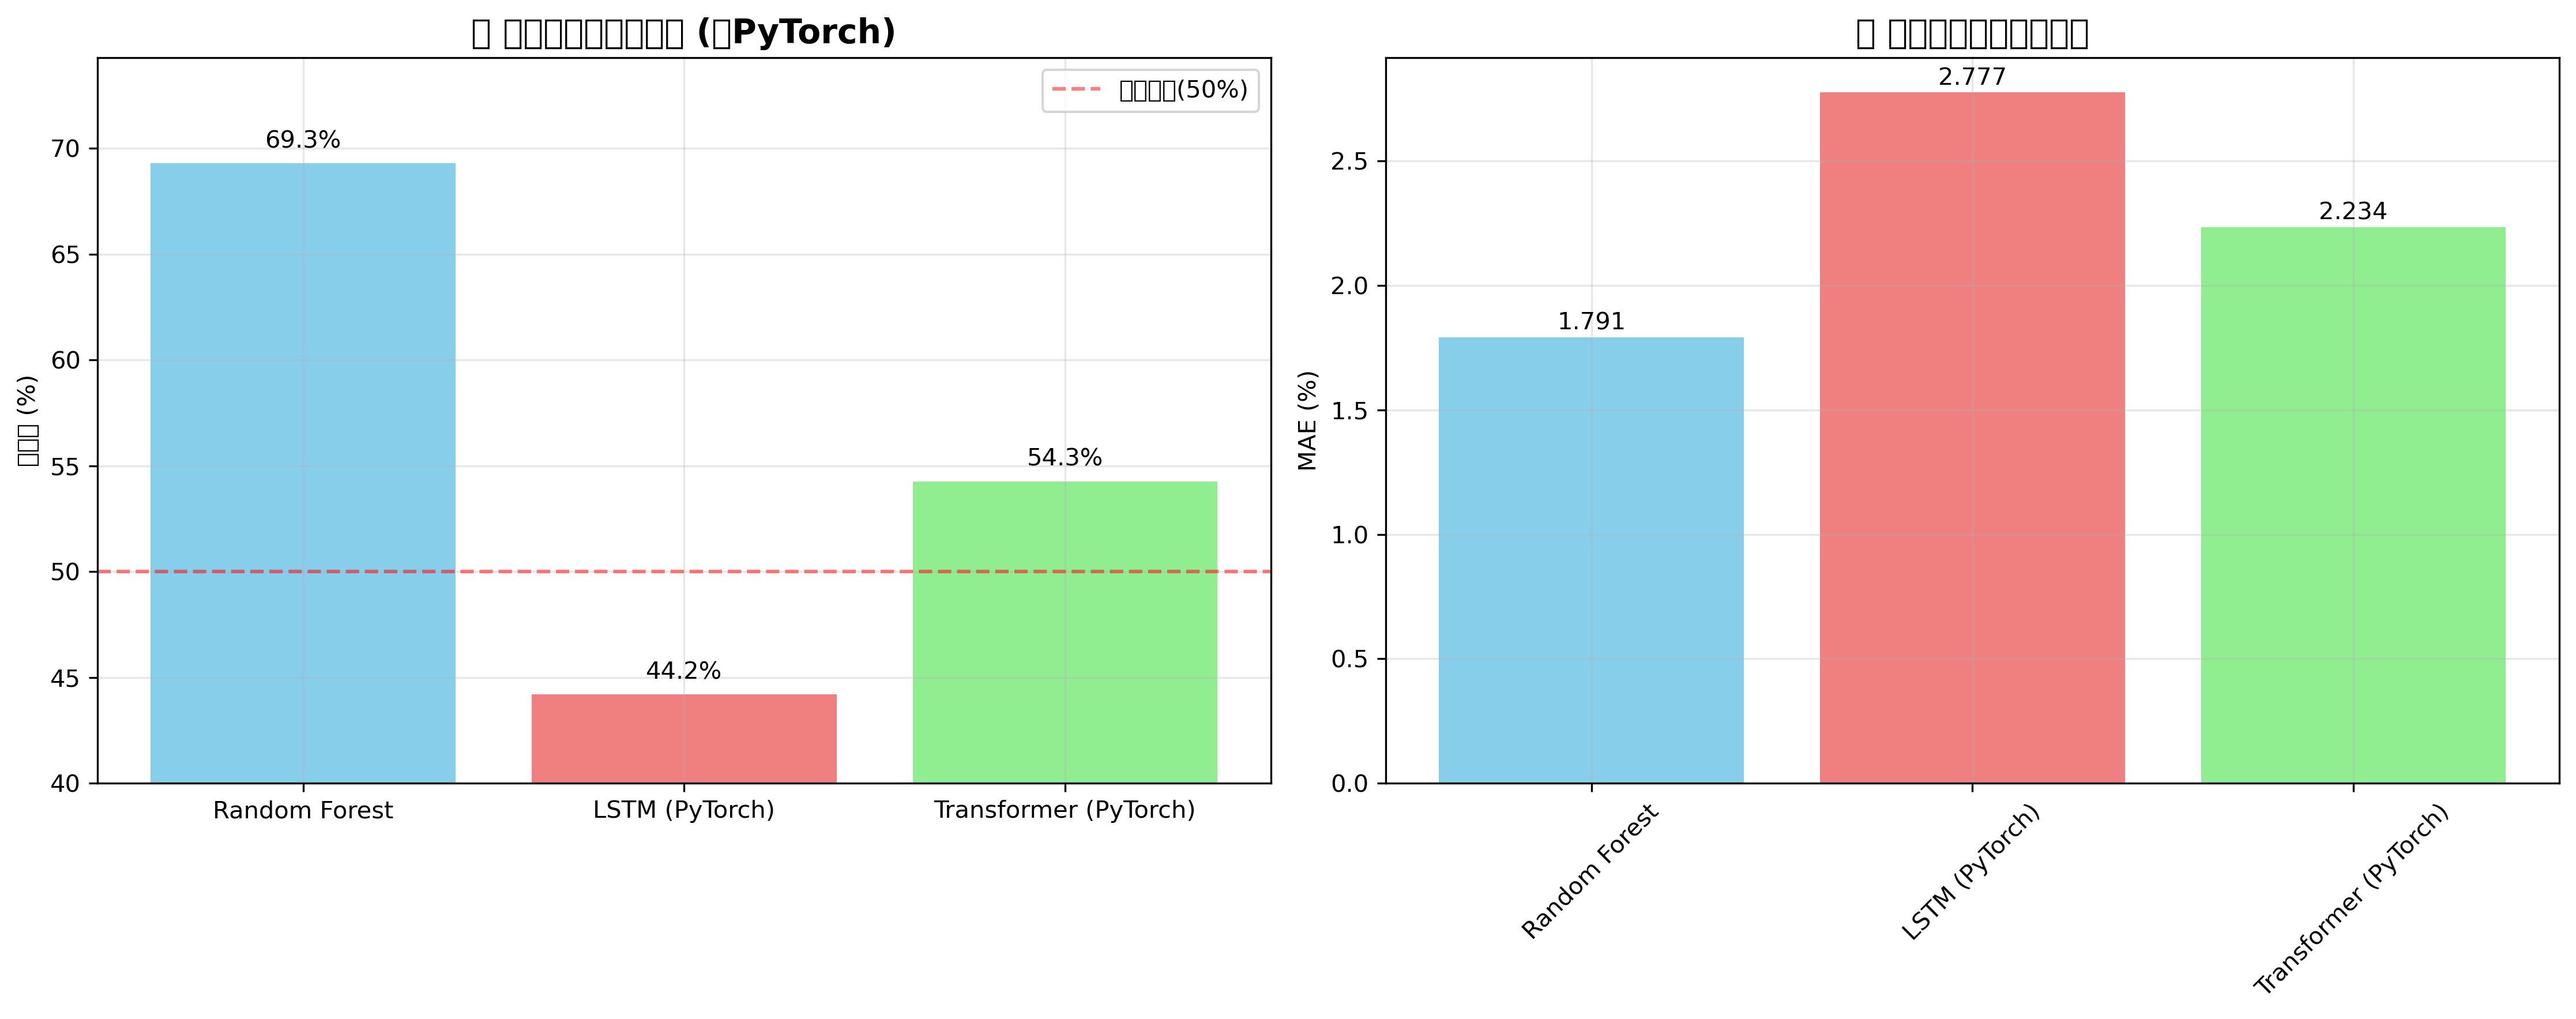 (PyTorch)
(50%)
69.3%
44.2%
54.3%
70
65
60
55
50
45
40
(%)
Random Forest
LSTM (PyTorch)
Transformer (PyTorch)
2.777
2.234
1.791
2.5
2.0
1.5
1.0
0.5
0.0
MAE (%)
Random Forest
LSTM (PyTorch)
Transformer (PyTorch)